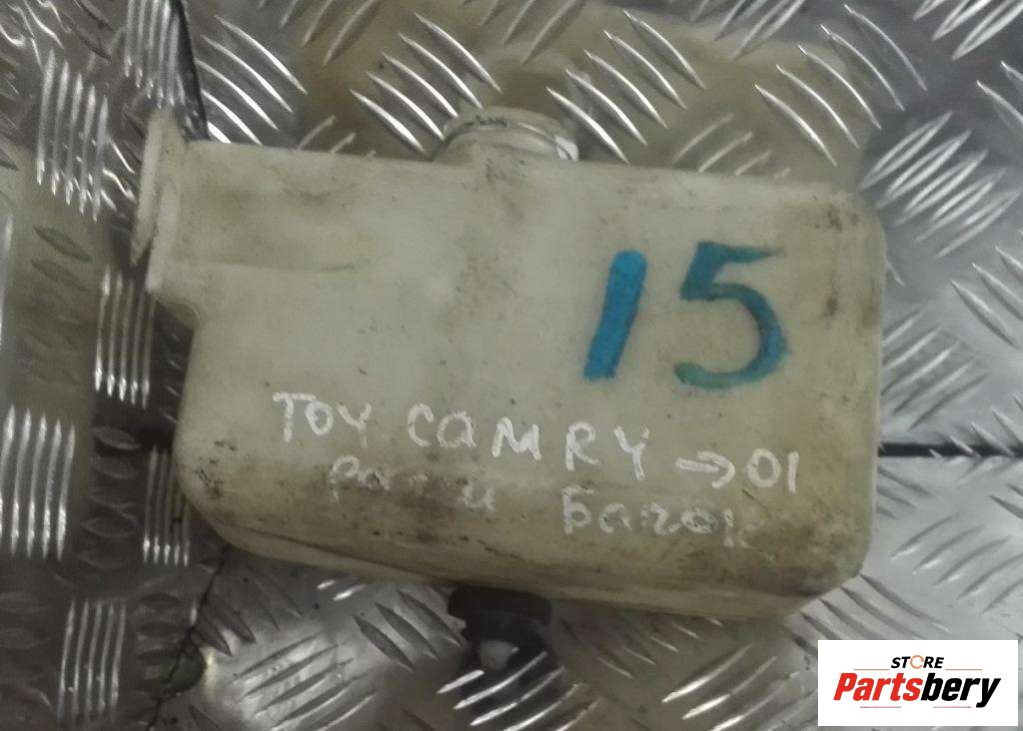 15
TOY CAMRY → 01
Бачок
STORE
Partsbery